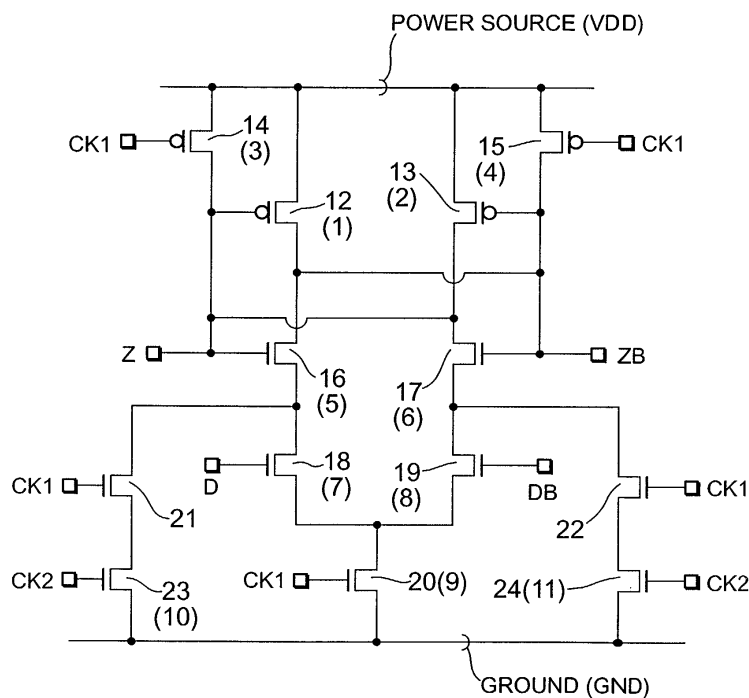 POWER SOURCE (VDD)
CK1
14
(3)
15
(4)
CK1
12
(1)
13
(2)
Z
16
(5)
17
(6)
ZB
D
18
(7)
19
(8)
DB
CK1
21
22
CK1
CK2
23
(10)
CK1
20(9)
24(11)
CK2
GROUND (GND)